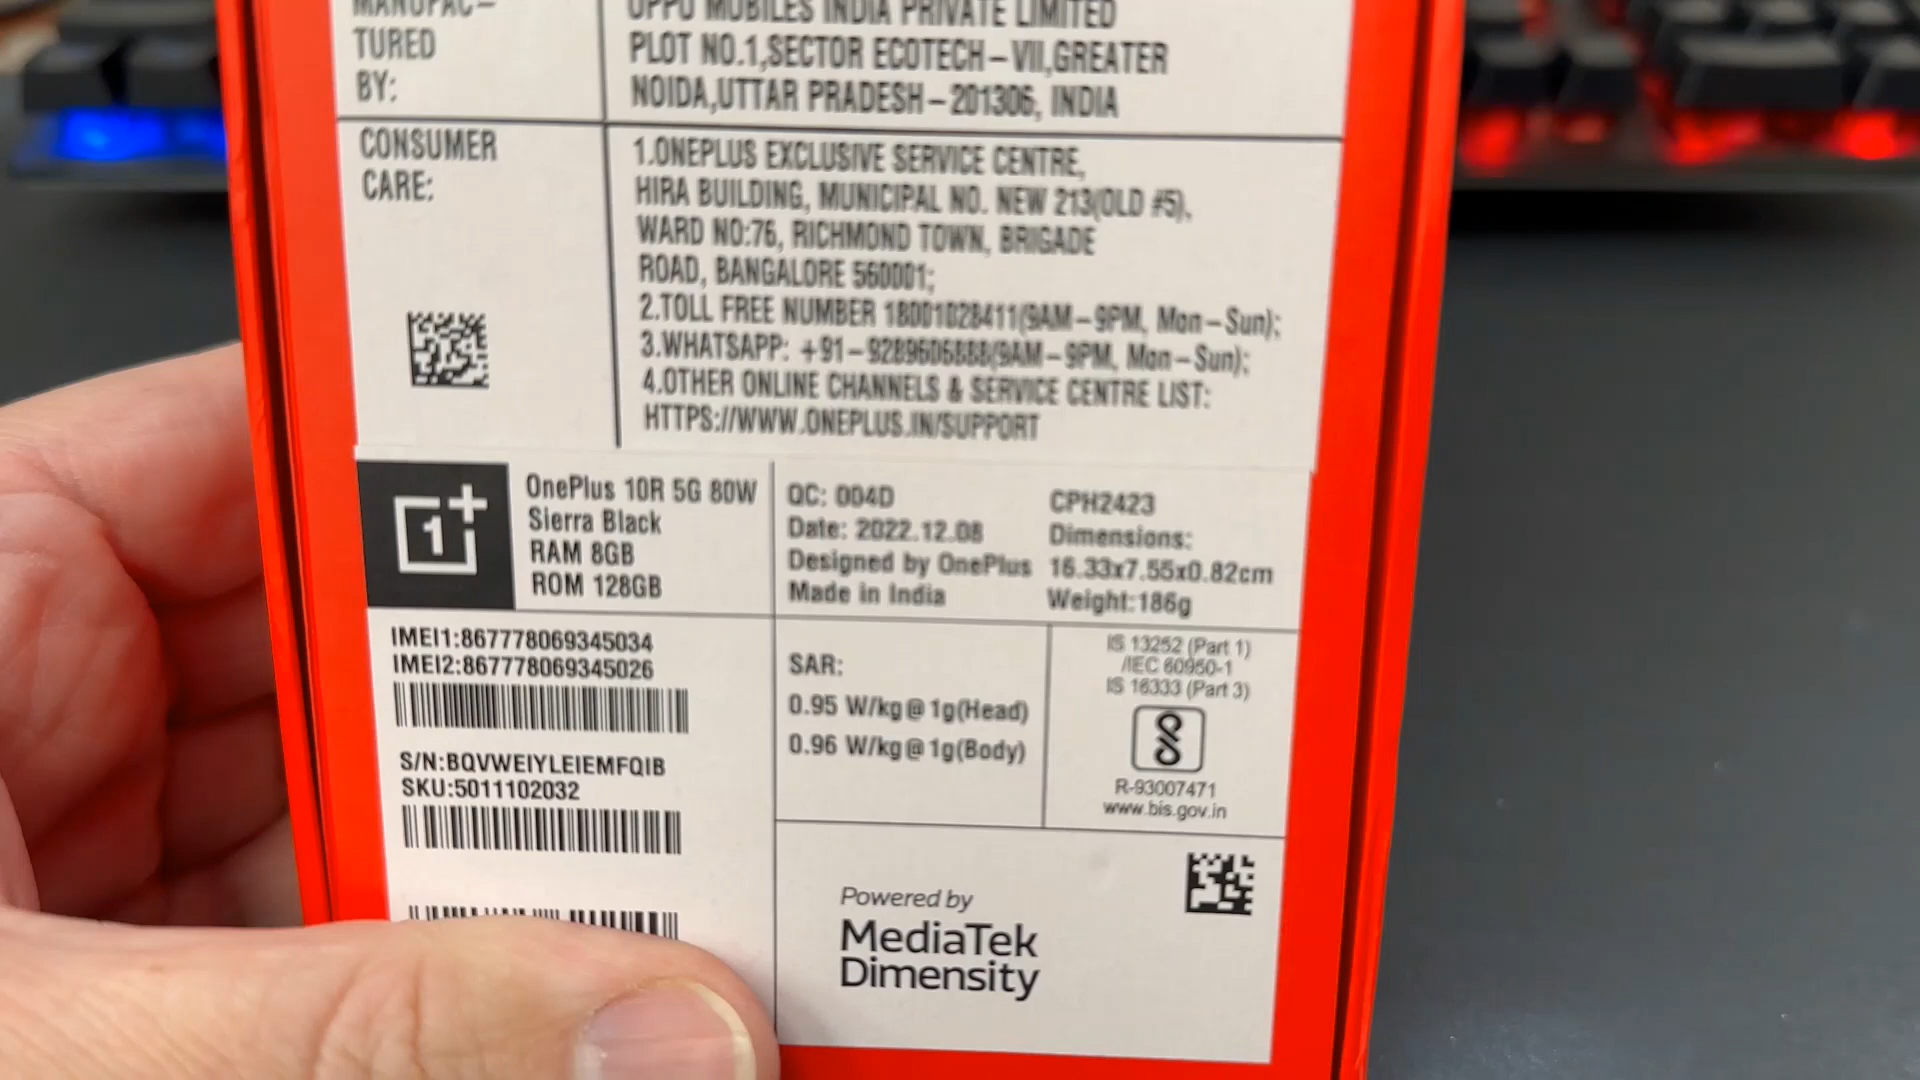 MANUFAC-
TURED
BY:
OPPO MOBILES INDIA PRIVATE LIMITED
PLOT NO.1,SECTOR ECOTECH-VII,GREATER
NOIDA,UTTAR PRADESH-201306, INDIA
CONSUMER
CARE:
1.ONEPLUS EXCLUSIVE SERVICE CENTRE,
HIRA BUILDING, MUNICIPAL NO. NEW 213(OLD #5),
WARD NO:76, RICHMOND TOWN, BRIGADE
ROAD, BANGALORE 560001;
2.TOLL FREE NUMBER 18001028411(9AM-9PM, Mon-Sun);
3.WHATSAPP: +91-9289606888(9AM-9PM, Mon-Sun);
4.OTHER ONLINE CHANNELS & SERVICE CENTRE LIST:
HTTPS://WWW.ONEPLUS.IN/SUPPORT
OnePlus 10R 5G 80W
Sierra Black
RAM 8GB
ROM 128GB
QC: 004D
Date: 2022.12.08
Designed by OnePlus
Made in India
CPH2423
Dimensions:
16.33x7.55x0.82cm
Weight:186g
IMEI1:867778069345034
IMEI2:867778069345026
S/N:BQVWEIYLEIEMFQIB
SKU:5011102032
SAR:
0.95 W/kg@1g(Head)
0.96 W/kg@1g(Body)
IS 13252 (Part 1)
/IEC 60950-1
IS 16333 (Part 3)
R-93007471
www.bis.gov.in
Powered by
MediaTek
Dimensity